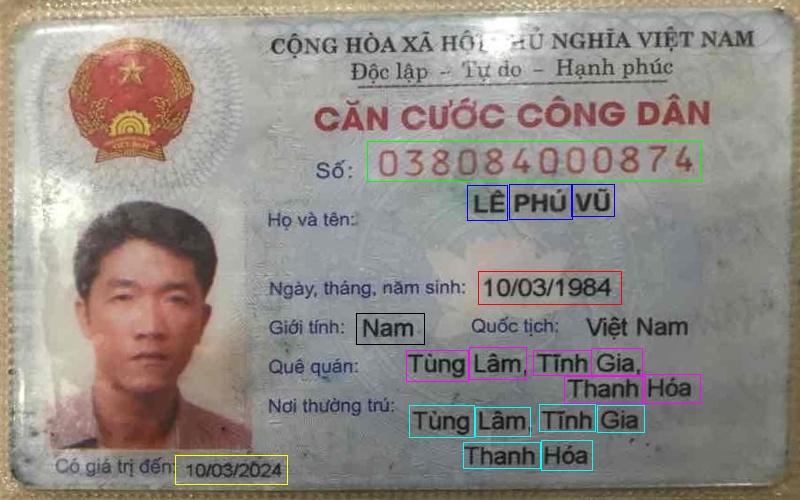 CỘNG HÒA XÃ HỘI CHỦ NGHĨA VIỆT NAM
Độc lập - Tự do - Hạnh phúc
CĂN CƯỚC CÔNG DÂN
Số: 038084000874
Họ và tên: LÊ PHÚ VŨ
Ngày, tháng, năm sinh: 10/03/1984
Giới tính: Nam Quốc tịch: Việt Nam
Quê quán: Tùng Lâm, Tĩnh Gia,
Thanh Hóa
Nơi thường trú: Tùng Lâm, Tĩnh Gia
Thanh Hóa
Có giá trị đến: 10/03/2024